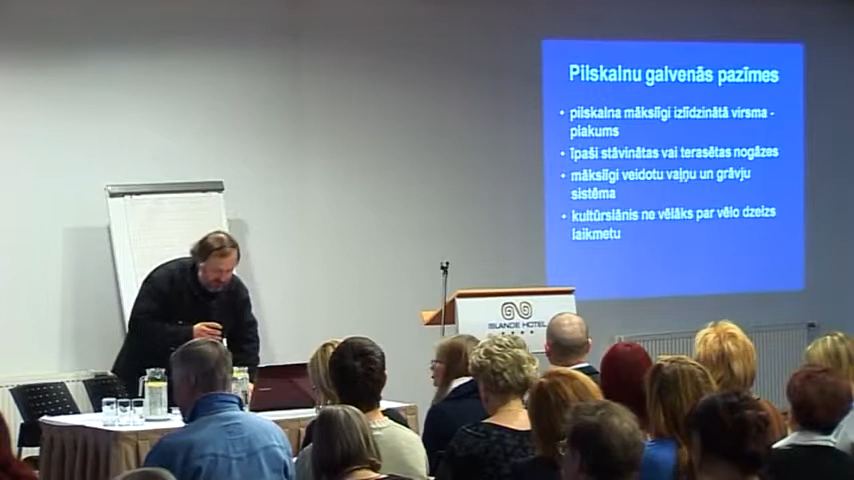 Pilskalnu galvenās pazīmes
• pilskalna mākslīgi izlīdzinātā virsma -
plakums
• īpaši stāvinātas vai terasētas nogāzes
• mākslīgi veidotu vaļņu un grāvju
sistēma
• kultūrslānis ne vēlāks par vēlo dzelzs
laikmetu
ISLANDE HOTEL